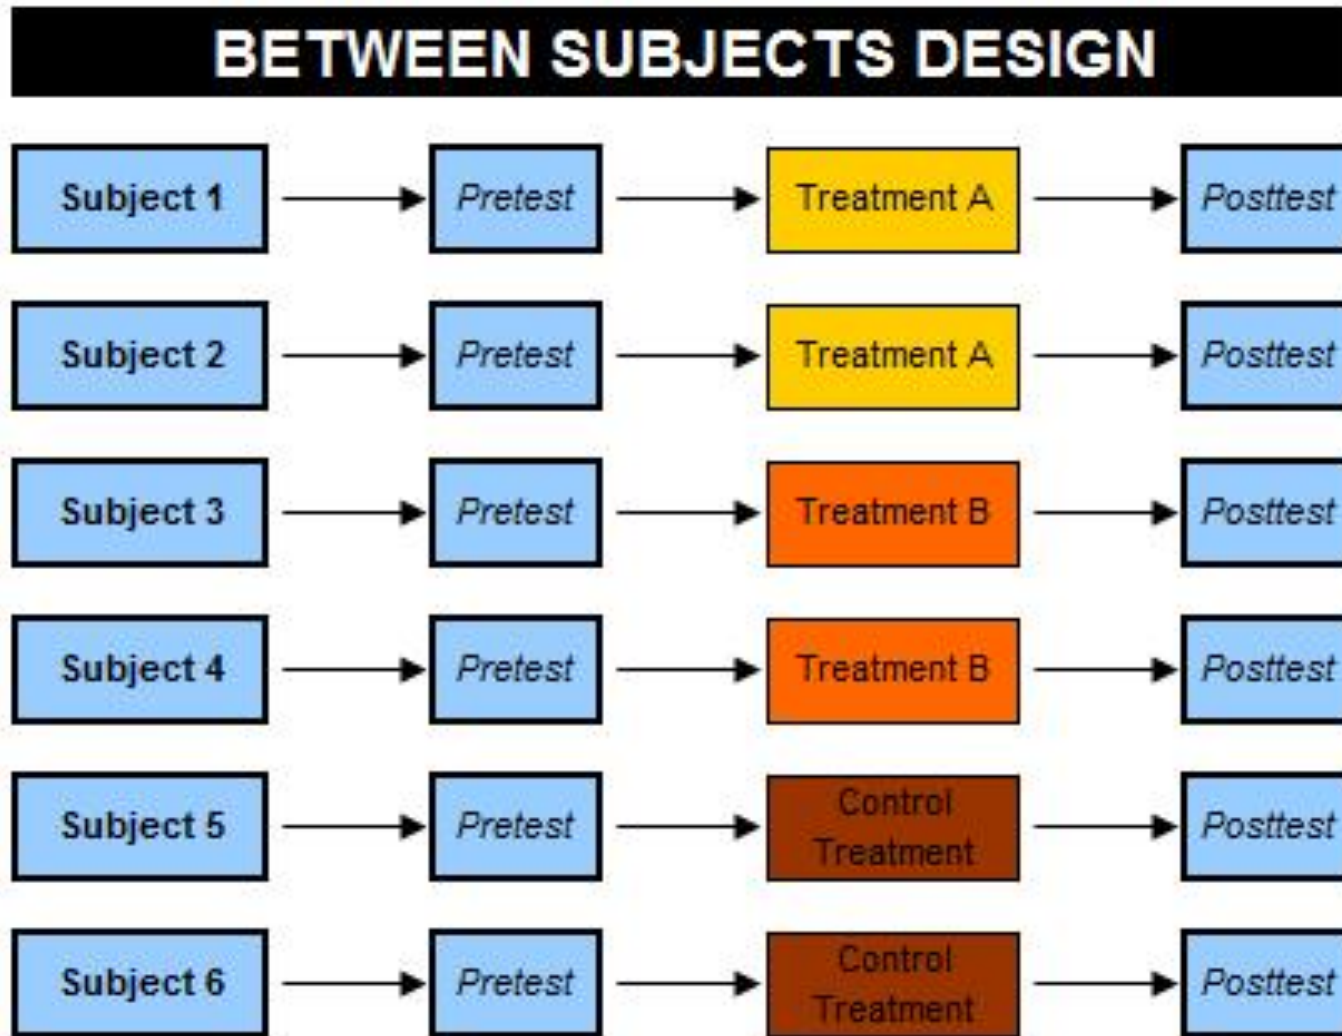 BETWEEN SUBJECTS DESIGN
Subject 1 Pretest Treatment A Posttest
Subject 2 Pretest Treatment A Posttest
Subject 3 Pretest Treatment B Posttest
Subject 4 Pretest Treatment B Posttest
Subject 5 Pretest Control Treatment Posttest
Subject 6 Pretest Control Treatment Posttest